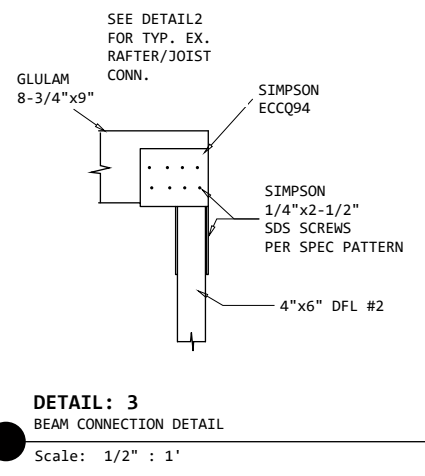 SEE DETAIL2
FOR TYP. EX.
RAFTER/JOIST
CONN.
GLULAM
8-3/4"x9"
SIMPSON
ECCQ94
SIMPSON
1/4"x2-1/2"
SDS SCREWS
PER SPEC PATTERN
4"x6" DFL #2
DETAIL: 3
BEAM CONNECTION DETAIL
Scale: 1/2" : 1'